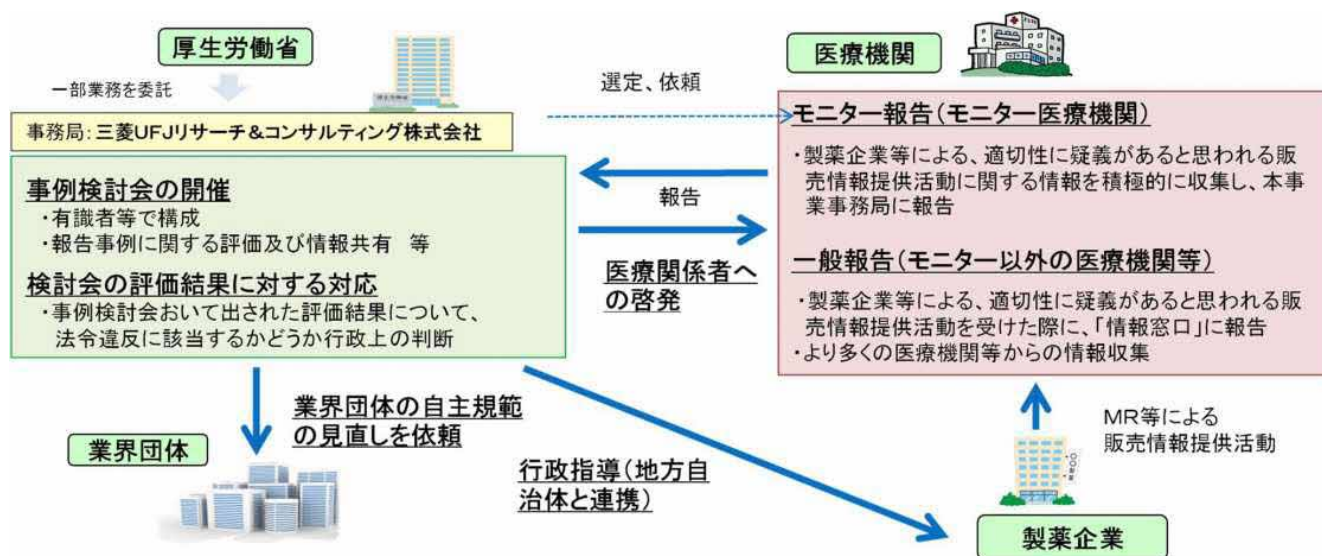 厚生労働省
一部業務を委託
事務局:三菱UFJリサーチ&コンサルティング株式会社
事例検討会の開催
・有識者等で構成
・報告事例に関する評価及び情報共有 等
検討会の評価結果に対する対応
・事例検討会おいて出された評価結果について、
法令違反に該当するかどうか行政上の判断
選定、依頼
報告
医療関係者へ
の啓発
医療機関
モニター報告(モニター医療機関)
・製薬企業等による、適切性に疑義があると思われる販
売情報提供活動に関する情報を積極的に収集し、本事
業事務局に報告
一般報告(モニター以外の医療機関等)
・製薬企業等による、適切性に疑義があると思われる販
売情報提供活動を受けた際に、「情報窓口」に報告
・より多くの医療機関等からの情報収集
業界団体の自主規範
の見直しを依頼
業界団体
行政指導(地方自
治体と連携)
MR等による
販売情報提供活動
製薬企業